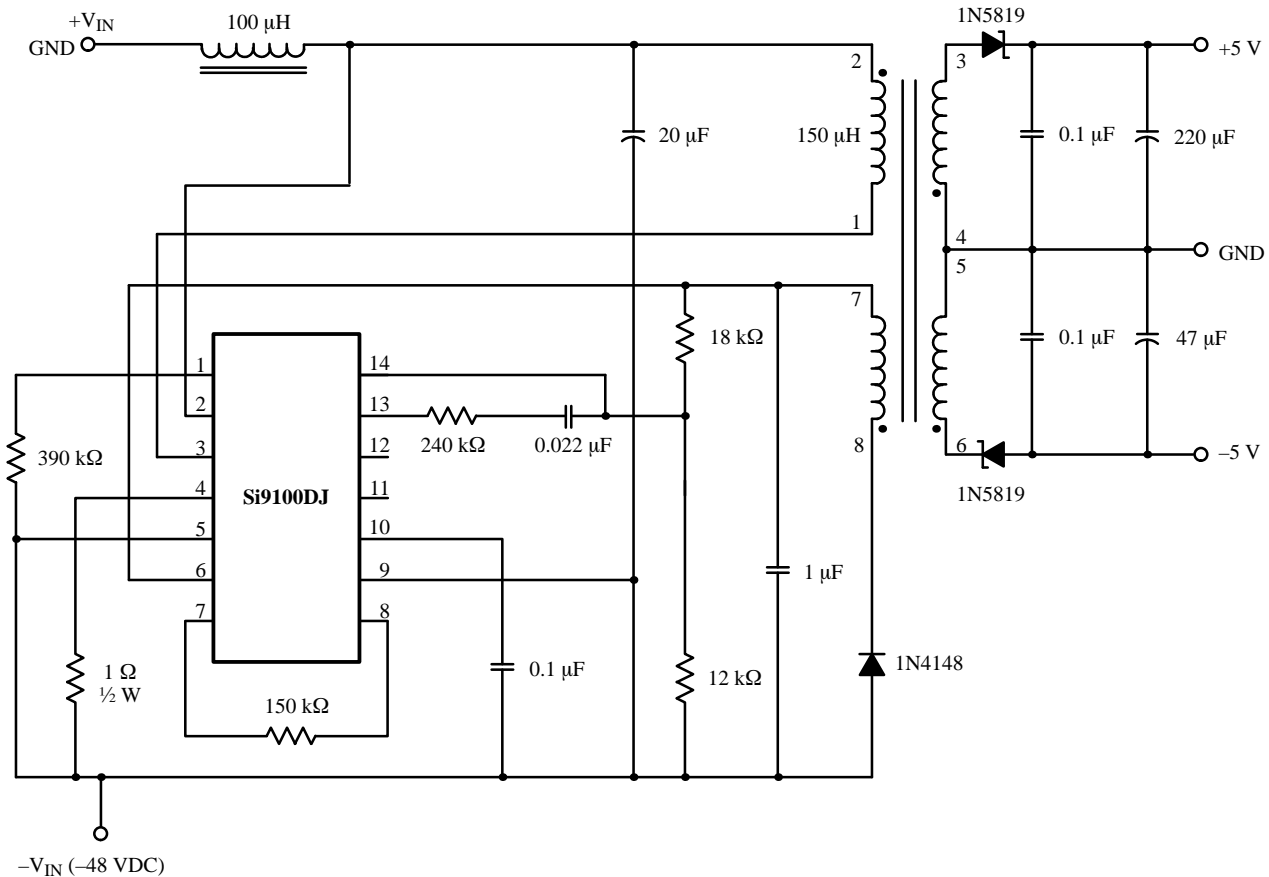 +VIN
GND
100 µH
1N5819
+5 V
2
3
20 µF
150 µH
0.1 µF
220 µF
1
4
GND
5
7
18 kΩ
0.1 µF
47 µF
1
14
2
13
240 kΩ
0.022 µF
390 kΩ
3
12
8
6
–5 V
4
Si9100DJ
11
1N5819
5
10
6
9
1 µF
7
8
1 Ω
½ W
0.1 µF
12 kΩ
1N4148
150 kΩ
–VIN (–48 VDC)